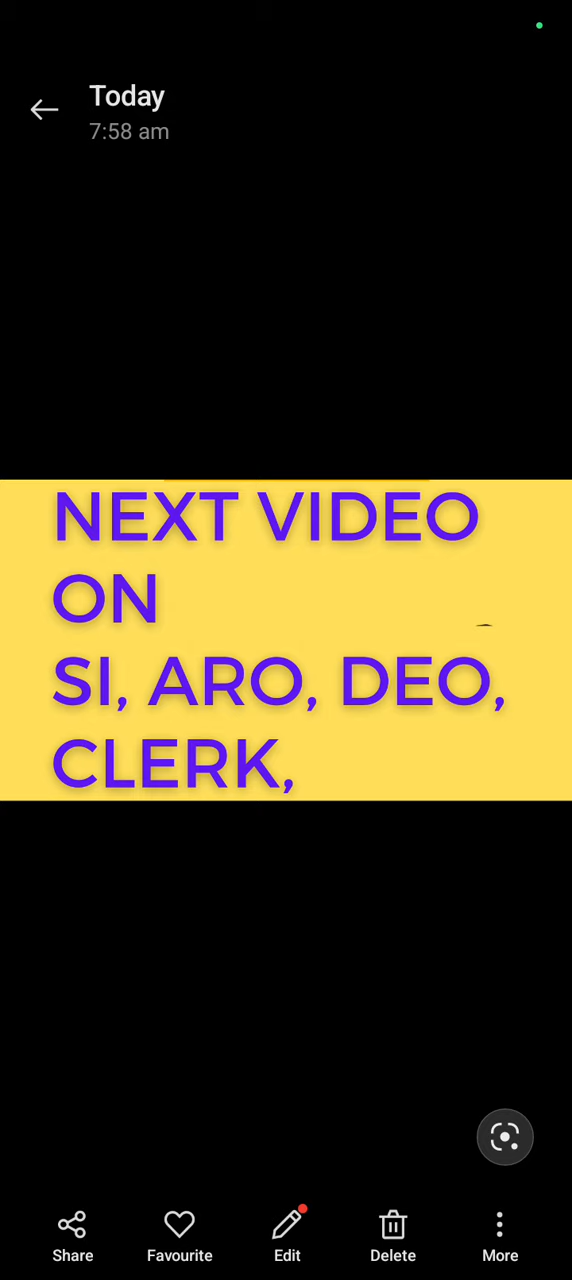 Today
7:58 am
NEXT VIDEO
ON
SI, ARO, DEO,
CLERK,
Share
Favourite
Edit
Delete
More